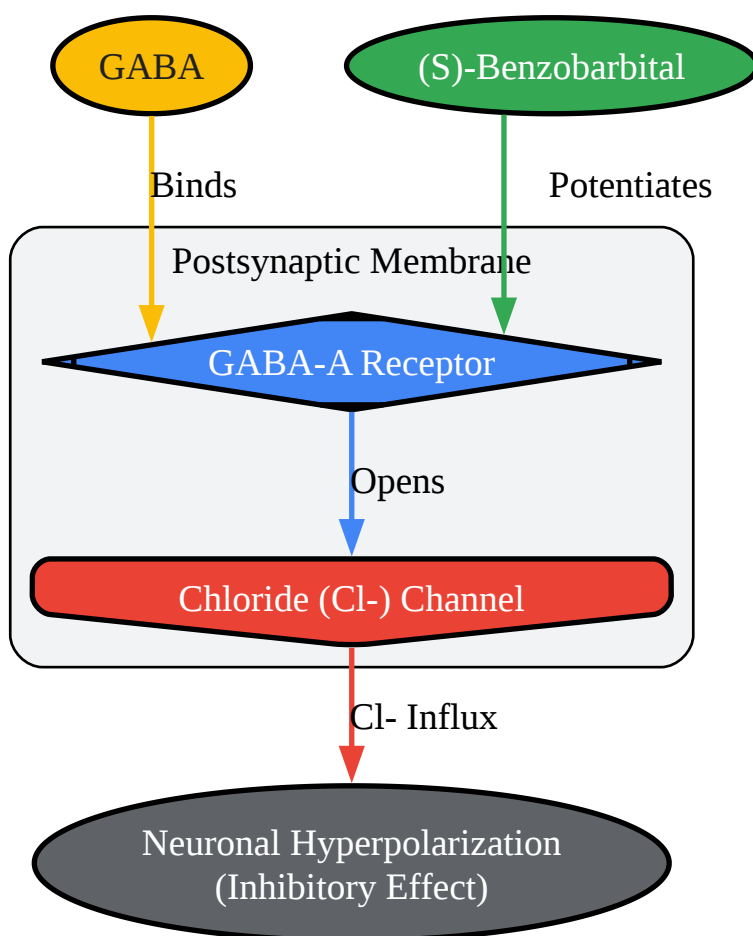 GABA
(S)-Benzobarbital
Binds
Potentiates
Postsynaptic Membrane
GABA-A Receptor
Opens
Chloride (Cl-) Channel
Cl- Influx
Neuronal Hyperpolarization
(Inhibitory Effect)